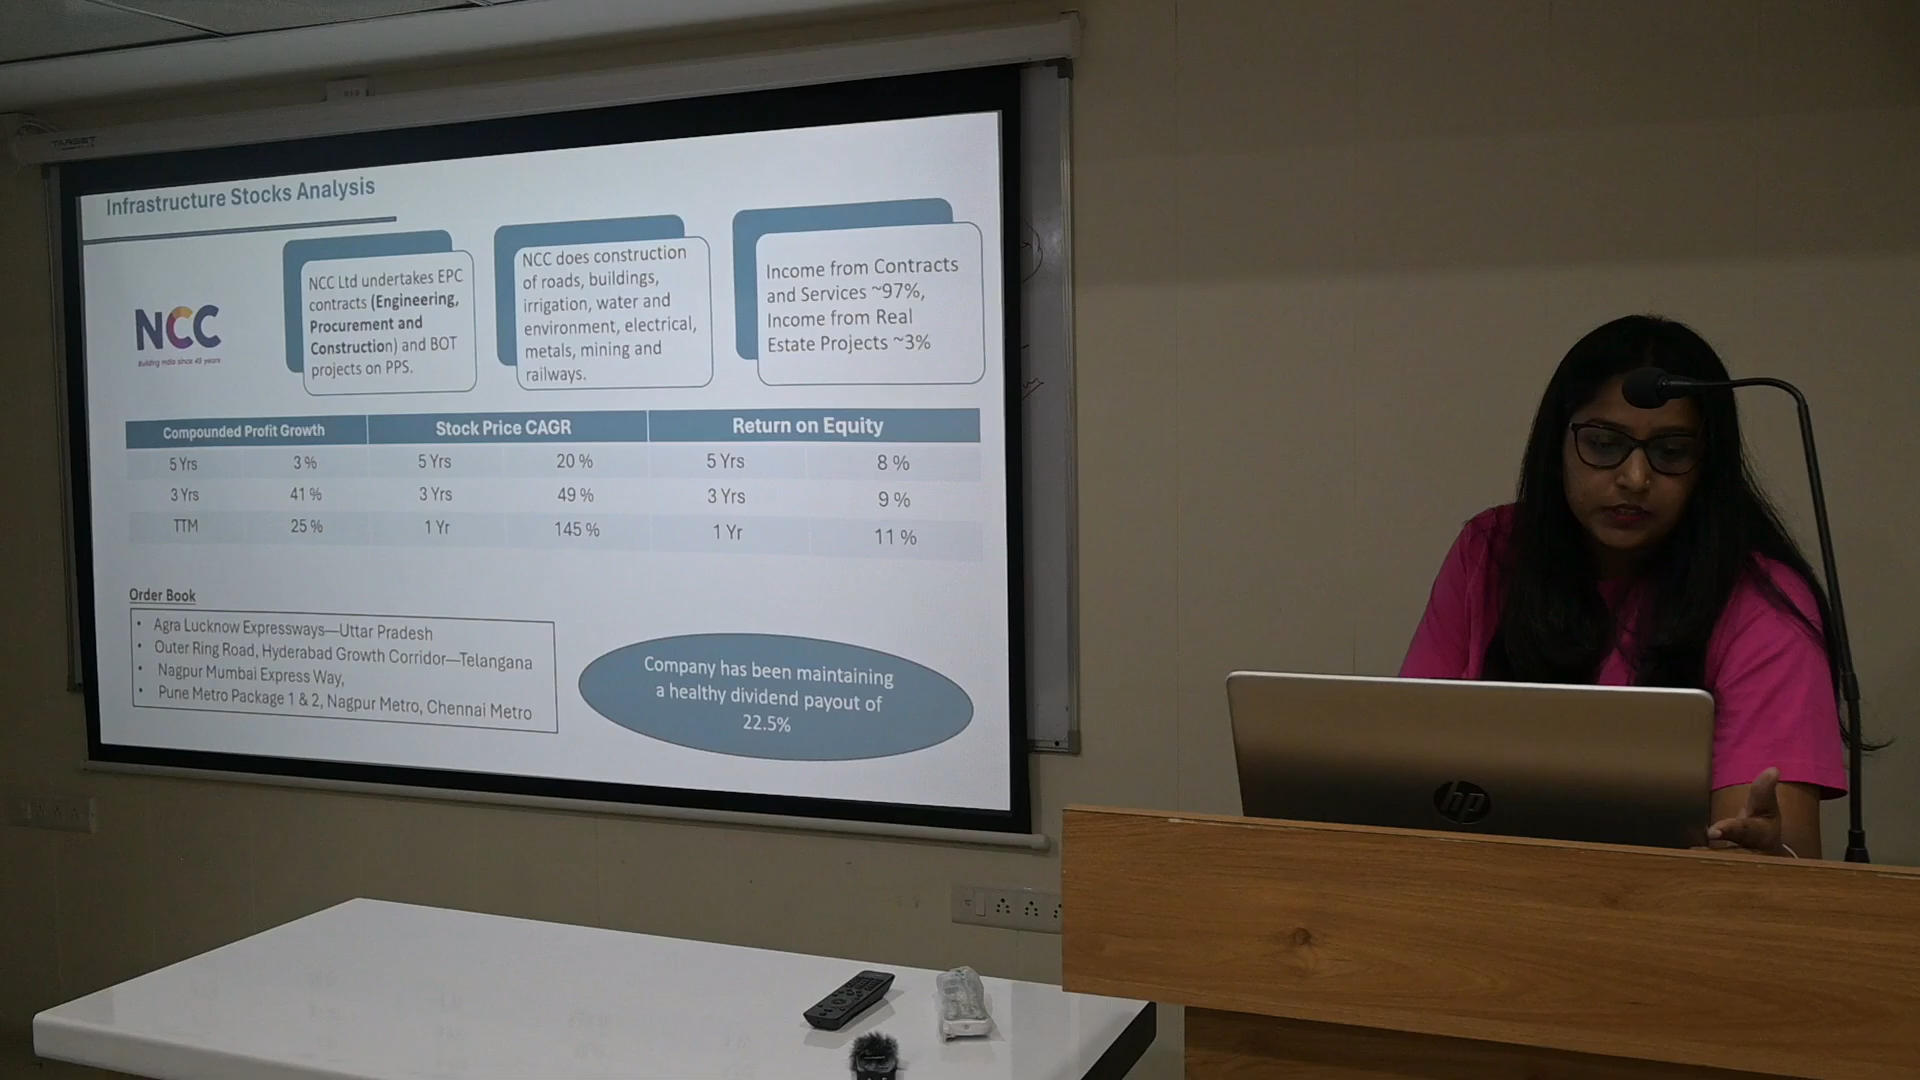 TARGET
Infrastructure Stocks Analysis
NCC
Building India since 45 years
NCC Ltd undertakes EPC
contracts (Engineering,
Procurement and
Construction) and BOT
projects on PPS.
NCC does construction
of roads, buildings,
irrigation, water and
environment, electrical,
metals, mining and
railways.
Income from Contracts
and Services ~97%,
Income from Real
Estate Projects ~3%
Compounded Profit Growth Stock Price CAGR Return on Equity
5 Yrs 3 % 5 Yrs 20 % 5 Yrs 8 %
3 Yrs 41 % 3 Yrs 49 % 3 Yrs 9 %
TTM 25 % 1 Yr 145 % 1 Yr 11 %
Order Book
• Agra Lucknow Expressways—Uttar Pradesh
• Outer Ring Road, Hyderabad Growth Corridor—Telangana
• Nagpur Mumbai Express Way,
• Pune Metro Package 1 & 2, Nagpur Metro, Chennai Metro
Company has been maintaining
a healthy dividend payout of
22.5%
hp